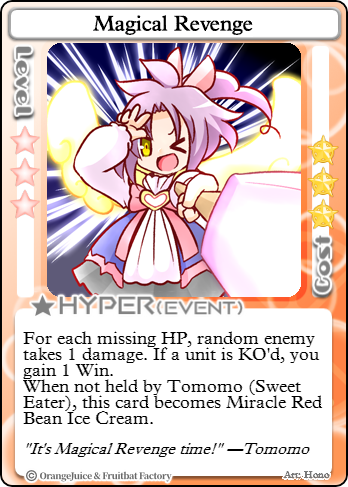 Magical Revenge
Level
Cost
HYPER(EVENT)
For each missing HP, random enemy
takes 1 damage. If a unit is KO'd, you
gain 1 Win.
When not held by Tomomo (Sweet
Eater), this card becomes Miracle Red
Bean Ice Cream.
"It's Magical Revenge time!" —Tomomo
© OrangeJuice & Fruitbat Factory
Art: Hono